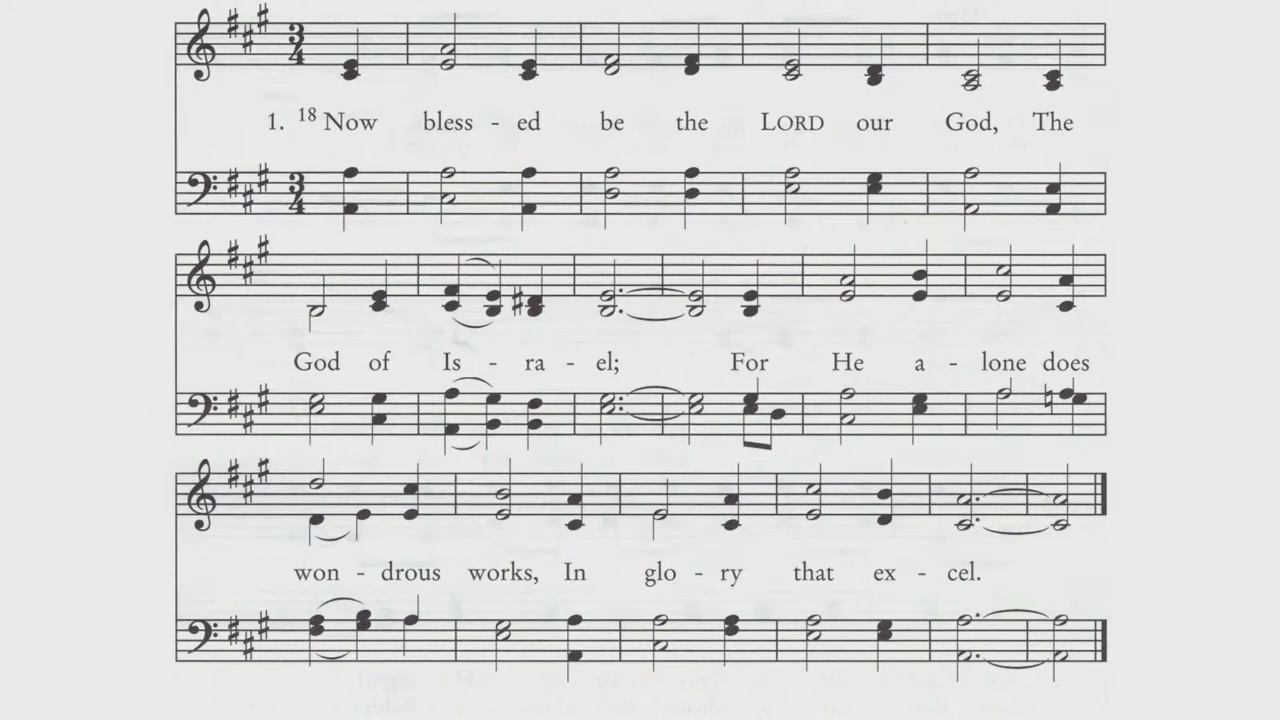 1. 18 Now bless - ed be the LORD our God, The
God of Is - ra - el; For He a - lone does
won - drous works, In glo - ry that ex - cel.